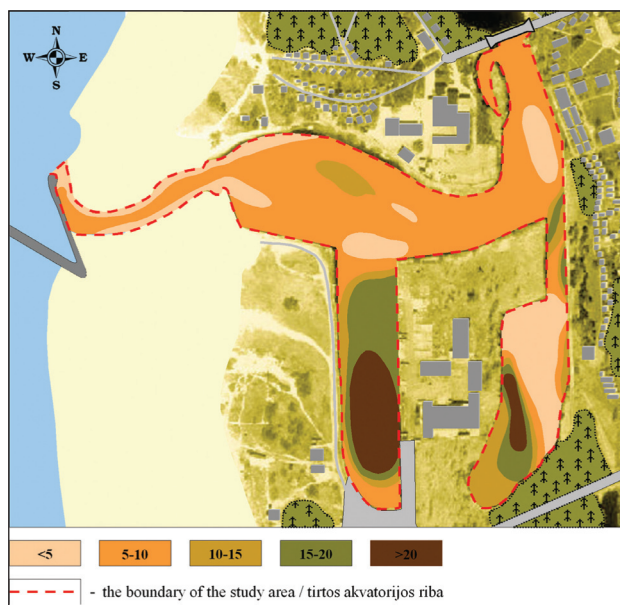 N
W E
S
<5 5-10 10-15 15-20 >20
- the boundary of the study area / tirtos akvatorijos riba